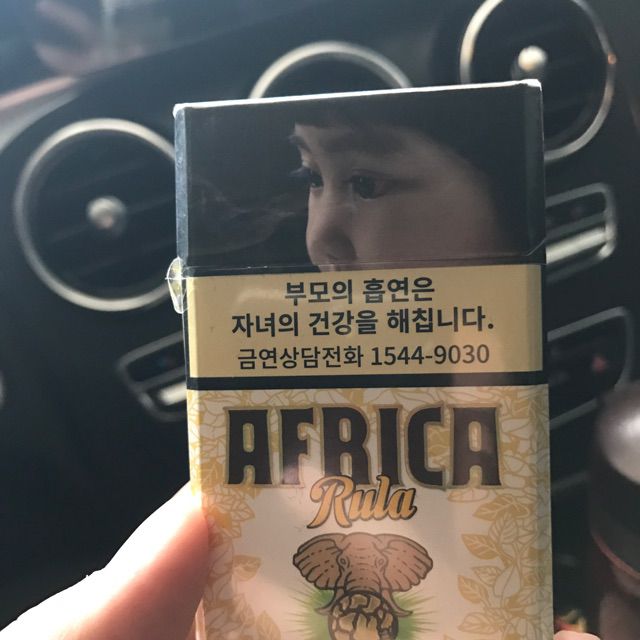 부모의 흡연은
자녀의 건강을 해칩니다.
금연상담전화 1544-9030
AFRICA
Rula